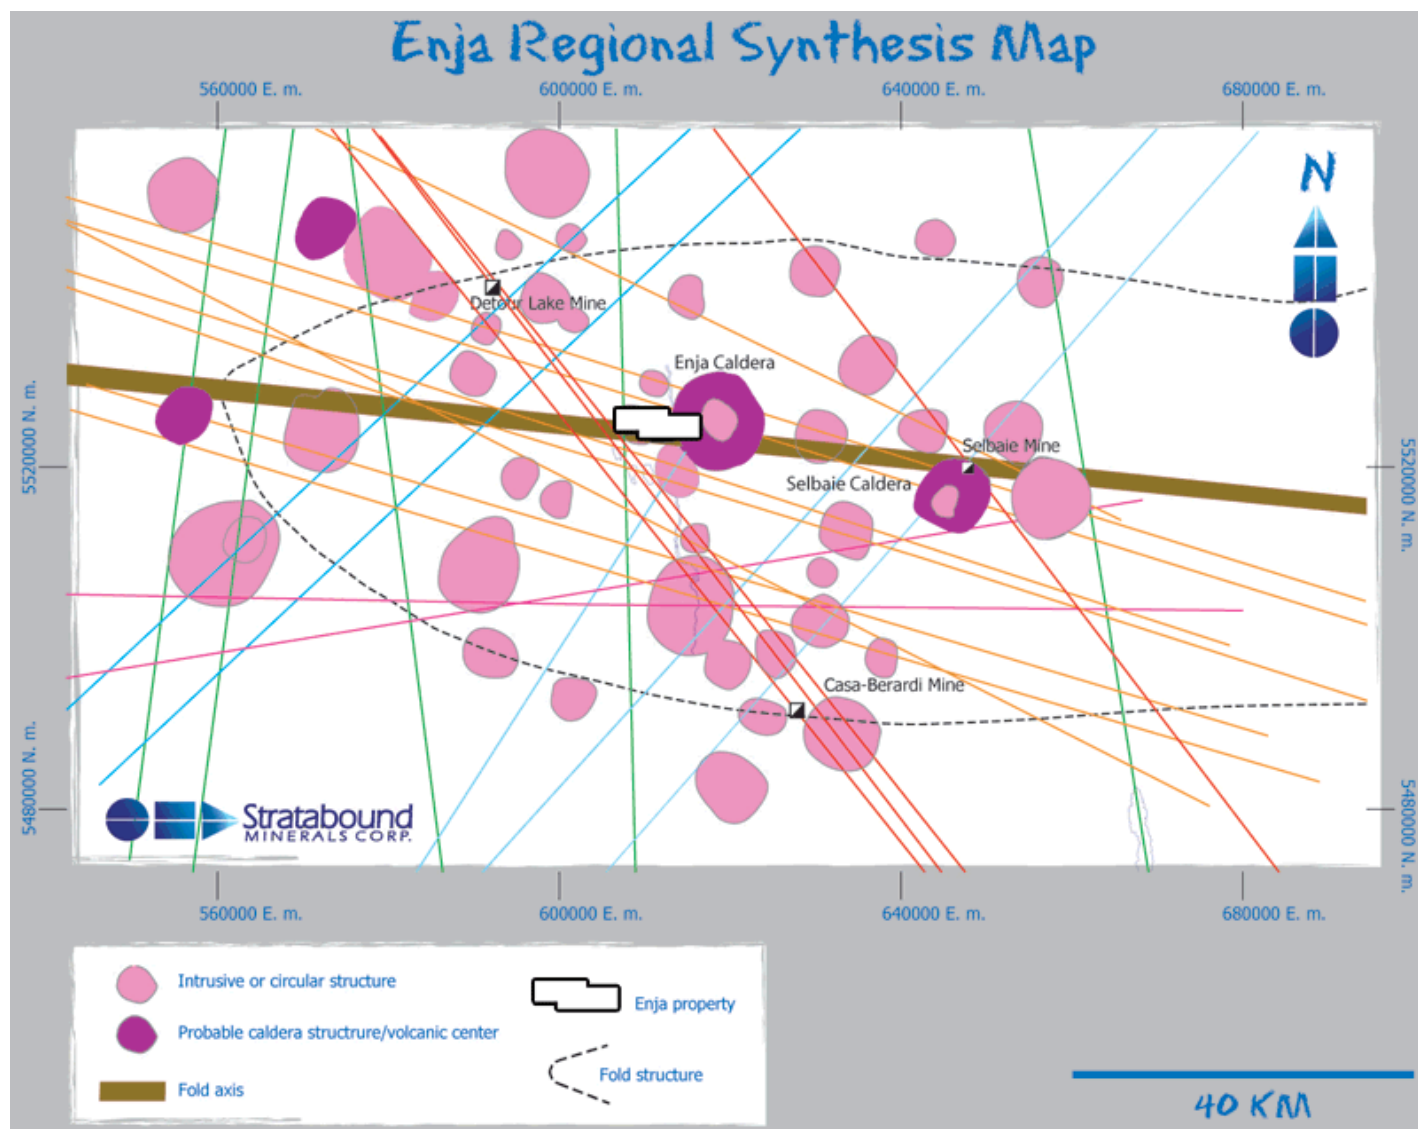 Enja Regional Synthesis Map
560000 E. m.
600000 E. m.
640000 E. m.
680000 E. m.
N
Detour Lake Mine
Enja Caldera
Selbaie Mine
Selbaie Caldera
Casa-Berardi Mine
5520000 N. m.
5520000 N. m.
5480000 N. m.
5480000 N. m.
Stratabound
MINERALS CORP.
560000 E. m.
600000 E. m.
640000 E. m.
680000 E. m.
Intrusive or circular structure
Enja property
Probable caldera structrure/volcanic center
Fold structure
Fold axis
40 KM